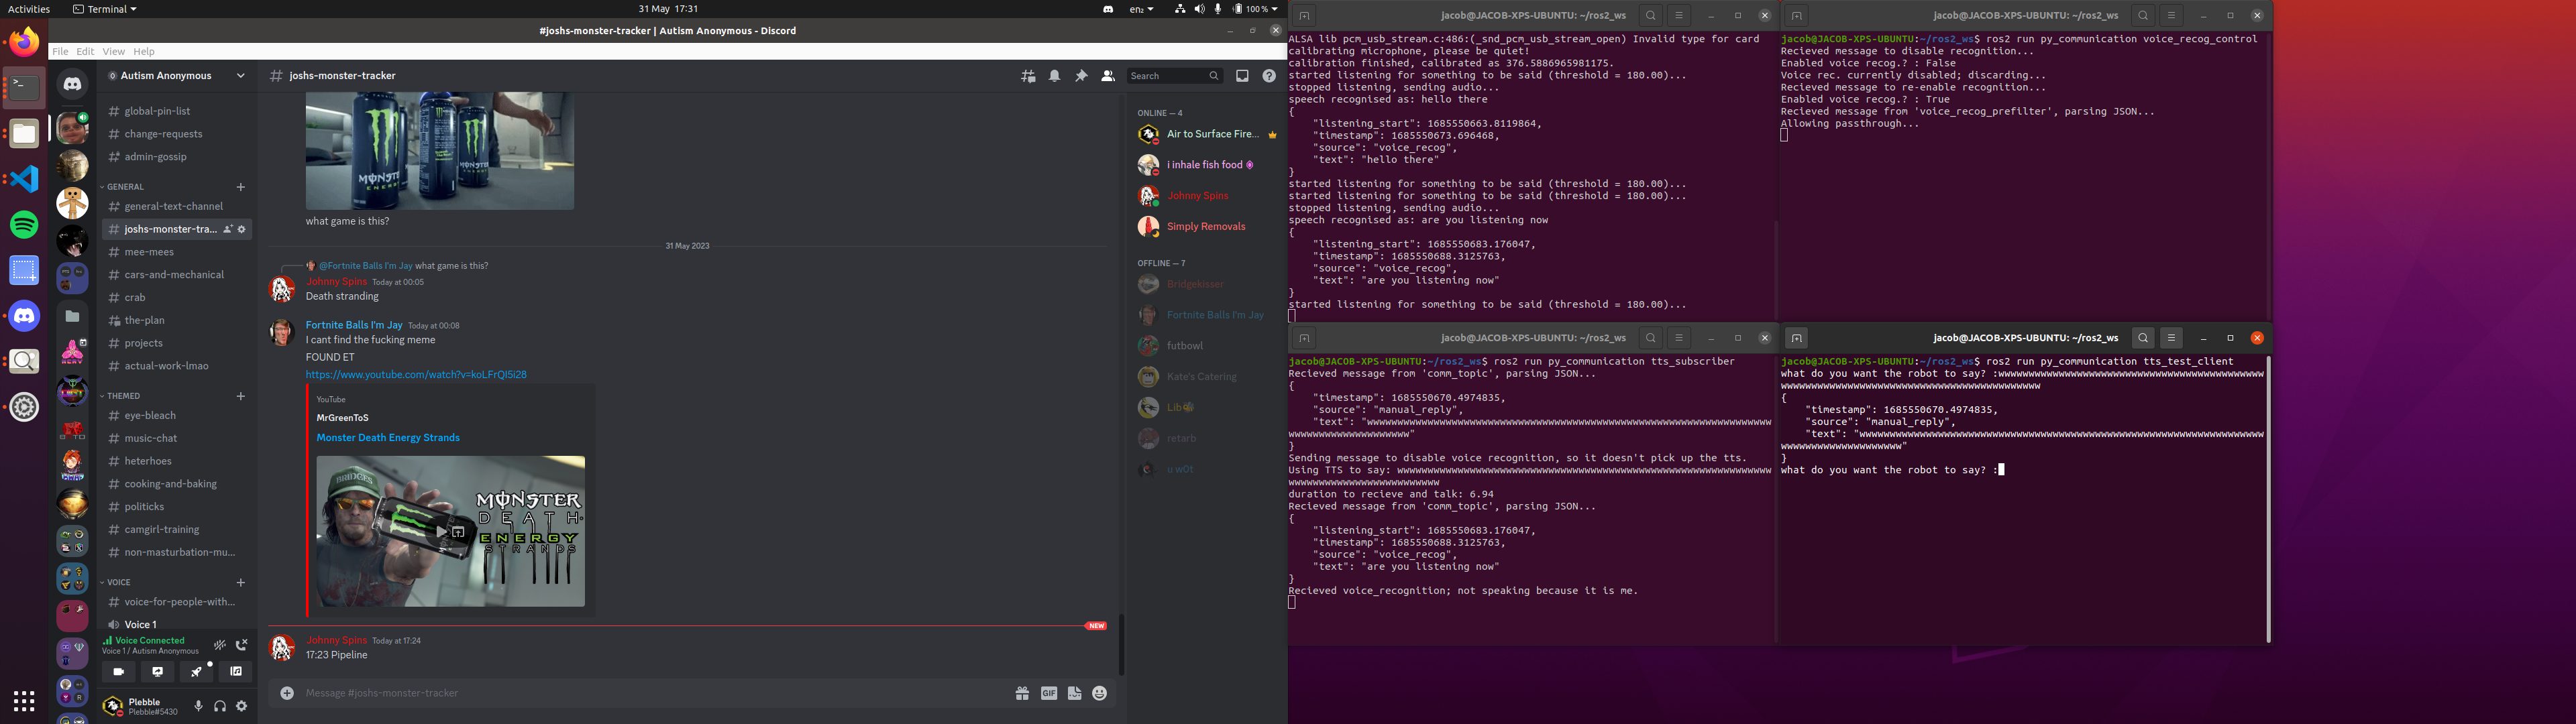 Activities
Terminal
31 May 17:31
en₂
100 %
#joshs-monster-tracker | Autism Anonymous - Discord
File Edit View Help
Autism Anonymous
global-pin-list
change-requests
admin-gossip
GENERAL
general-text-channel
joshs-monster-tra...
mee-mees
cars-and-mechanical
crab
the-plan
projects
actual-work-lmao
THEMED
eye-bleach
music-chat
heterhoes
cooking-and-baking
politicks
camgirl-training
non-masturbation-mu...
VOICE
voice-for-people-with...
Voice 1
Voice Connected
Voice 1 / Autism Anonymous
Plebble
Plebble#5430
joshs-monster-tracker
Search
MONSTER
ENERGY
what game is this?
31 May 2023
@Fortnite Balls I'm Jay what game is this?
Johnny Spins Today at 00:05
Death stranding
Fortnite Balls I'm Jay Today at 00:08
I cant find the fucking meme
FOUND ET
https://www.youtube.com/watch?v=koLFrQI5i28
YouTube
MrGreenToS
Monster Death Energy Strands
BRIDGES
MONSTER
DEATH
ENERGY
STRANDS
NEW
Johnny Spins Today at 17:24
17:23 Pipeline
Message #joshs-monster-tracker
GIF
ONLINE — 4
Air to Surface Fire...
i inhale fish food
Johnny Spins
Simply Removals
OFFLINE — 7
Bridgekisser
Fortnite Balls I'm Jay
futbowl
Kate's Catering
Lib
retarb
u w0t
jacob@JACOB-XPS-UBUNTU: ~/ros2_ws
ALSA lib pcm_usb_stream.c:486:(_snd_pcm_usb_stream_open) Invalid type for card
calibrating microphone, please be quiet!
calibration finished, calibrated as 376.5886965981175.
started listening for something to be said (threshold = 180.00)...
stopped listening, sending audio...
speech recognised as: hello there
{
"listening_start": 1685550663.8119864,
"timestamp": 1685550673.696468,
"source": "voice_recog",
"text": "hello there"
}
started listening for something to be said (threshold = 180.00)...
started listening for something to be said (threshold = 180.00)...
stopped listening, sending audio...
speech recognised as: are you listening now
{
"listening_start": 1685550683.176047,
"timestamp": 1685550688.3125763,
"source": "voice_recog",
"text": "are you listening now"
}
started listening for something to be said (threshold = 180.00)...
jacob@JACOB-XPS-UBUNTU: ~/ros2_ws
jacob@JACOB-XPS-UBUNTU:~/ros2_ws$ ros2 run py_communication voice_recog_control
Recieved message to disable recognition...
Enabled voice recog.? : False
Voice rec. currently disabled; discarding...
Recieved message to re-enable recognition...
Enabled voice recog.? : True
Recieved message from 'voice_recog_prefilter', parsing JSON...
Allowing passthrough...
jacob@JACOB-XPS-UBUNTU: ~/ros2_ws
jacob@JACOB-XPS-UBUNTU:~/ros2_ws$ ros2 run py_communication tts_subscriber
Recieved message from 'comm_topic', parsing JSON...
{
"timestamp": 1685550670.4974835,
"source": "manual_reply",
"text": "wwwwwwwwwwwwwwwwwwwwwwwwwwwwwwwwwwwwwwwwwwwwwwwwwwwwwwwwwwwwwwwwwww
wwwwwwwwwwwwwwwwwwww"
}
Sending message to disable voice recognition, so it doesn't pick up the tts.
Using TTS to say: wwwwwwwwwwwwwwwwwwwwwwwwwwwwwwwwwwwwwwwwwwwwwwwwwwwwwwwwwwwwww
wwwwwwwwwwwwwwwwwwwwwwwww
duration to recieve and talk: 6.94
Recieved message from 'comm_topic', parsing JSON...
{
"listening_start": 1685550683.176047,
"timestamp": 1685550688.3125763,
"source": "voice_recog",
"text": "are you listening now"
}
Recieved voice_recognition; not speaking because it is me.
jacob@JACOB-XPS-UBUNTU: ~/ros2_ws
jacob@JACOB-XPS-UBUNTU:~/ros2_ws$ ros2 run py_communication tts_test_client
what do you want the robot to say? :wwwwwwwwwwwwwwwwwwwwwwwwwwwwwwwwwwwwwwwwwwww
wwwwwwwwwwwwwwwwwwwwwwwwwwwwwwwwwwwwwwwwwww
{
"timestamp": 1685550670.4974835,
"source": "manual_reply",
"text": "wwwwwwwwwwwwwwwwwwwwwwwwwwwwwwwwwwwwwwwwwwwwwwwwwwwwwwwwwwwwwwwwwww
wwwwwwwwwwwwwwwwwwww"
}
what do you want the robot to say? :